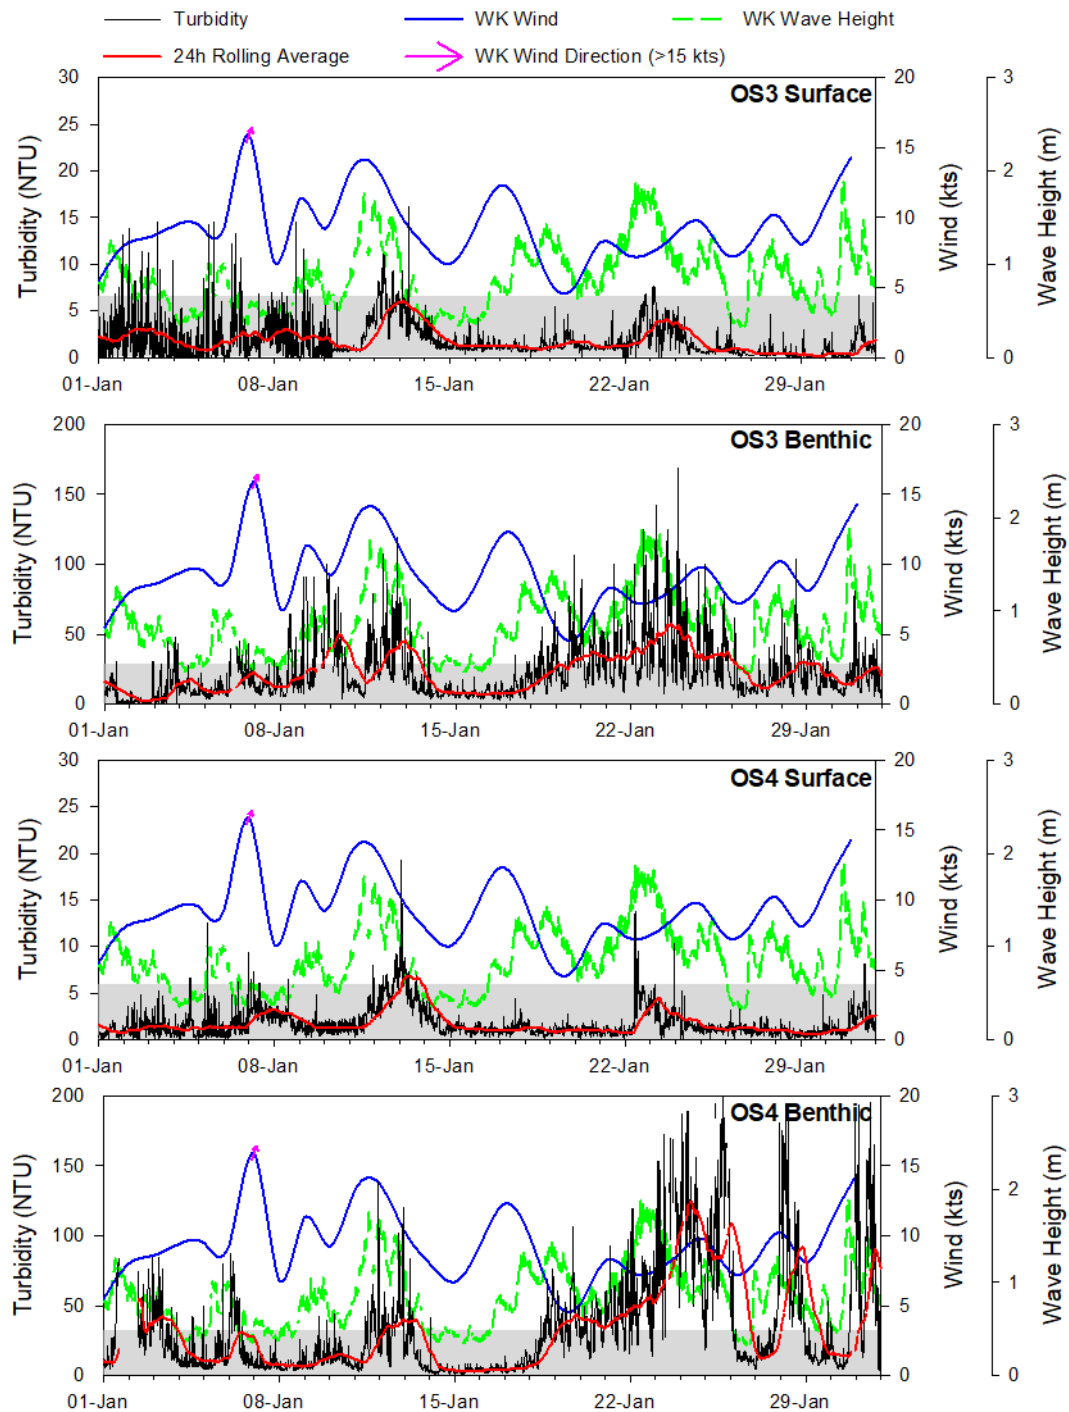 Turbidity WK Wind WK Wave Height
24h Rolling Average WK Wind Direction (>15 kts)
OS3 Surface
Turbidity (NTU)
30
25
20
15
10
5
0
01-Jan 08-Jan 15-Jan 22-Jan 29-Jan
20
15
10
5
0
Wind (kts)
3
2
1
0
Wave Height (m)
OS3 Benthic
Turbidity (NTU)
200
150
100
50
0
01-Jan 08-Jan 15-Jan 22-Jan 29-Jan
20
15
10
5
0
Wind (kts)
3
2
1
0
Wave Height (m)
OS4 Surface
Turbidity (NTU)
30
25
20
15
10
5
0
01-Jan 08-Jan 15-Jan 22-Jan 29-Jan
20
15
10
5
0
Wind (kts)
3
2
1
0
Wave Height (m)
OS4 Benthic
Turbidity (NTU)
200
150
100
50
0
01-Jan 08-Jan 15-Jan 22-Jan 29-Jan
20
15
10
5
0
Wind (kts)
3
2
1
0
Wave Height (m)